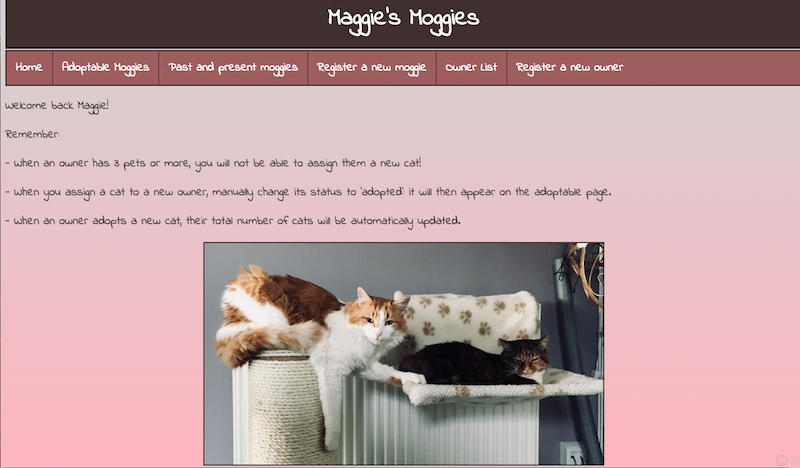 Maggie's Moggies
Home Adoptable Moggies Past and present moggies Register a new moggie Owner List Register a new owner
Welcome back Maggie!
Remember:
- When an owner has 3 pets or more, you will not be able to assign them a new cat!
- When you assign a cat to a new owner, manually change its status to 'adopted': it will then appear on the adoptable page.
- When an owner adopts a new cat, their total number of cats will be automatically updated.